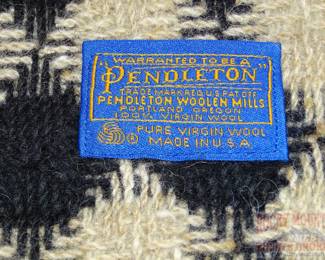 "WARRANTED TO BE A
PENDLETON"
TRADE MARK REG. U.S. PAT. OFF.
PENDLETON WOOLEN MILLS
PORTLAND, OREGON
100% VIRGIN WOOL
PURE VIRGIN WOOL
MADE IN U.S.A.